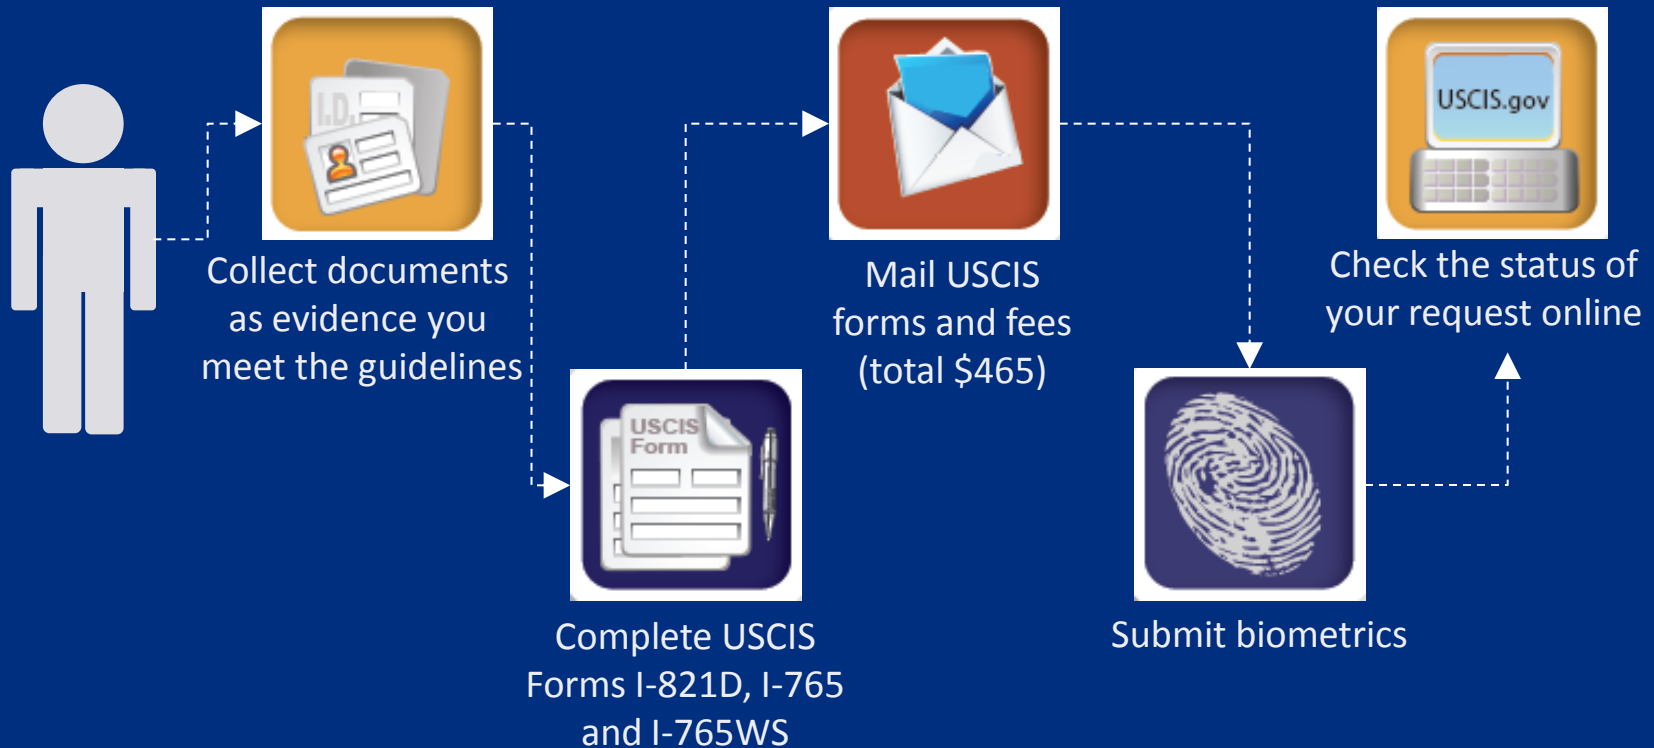 I.D.
Collect documents
as evidence you
meet the guidelines
USCIS
Form
Complete USCIS
Forms I-821D, I-765
and I-765WS
Mail USCIS
forms and fees
(total $465)
Submit biometrics
USCIS.gov
Check the status of
your request online